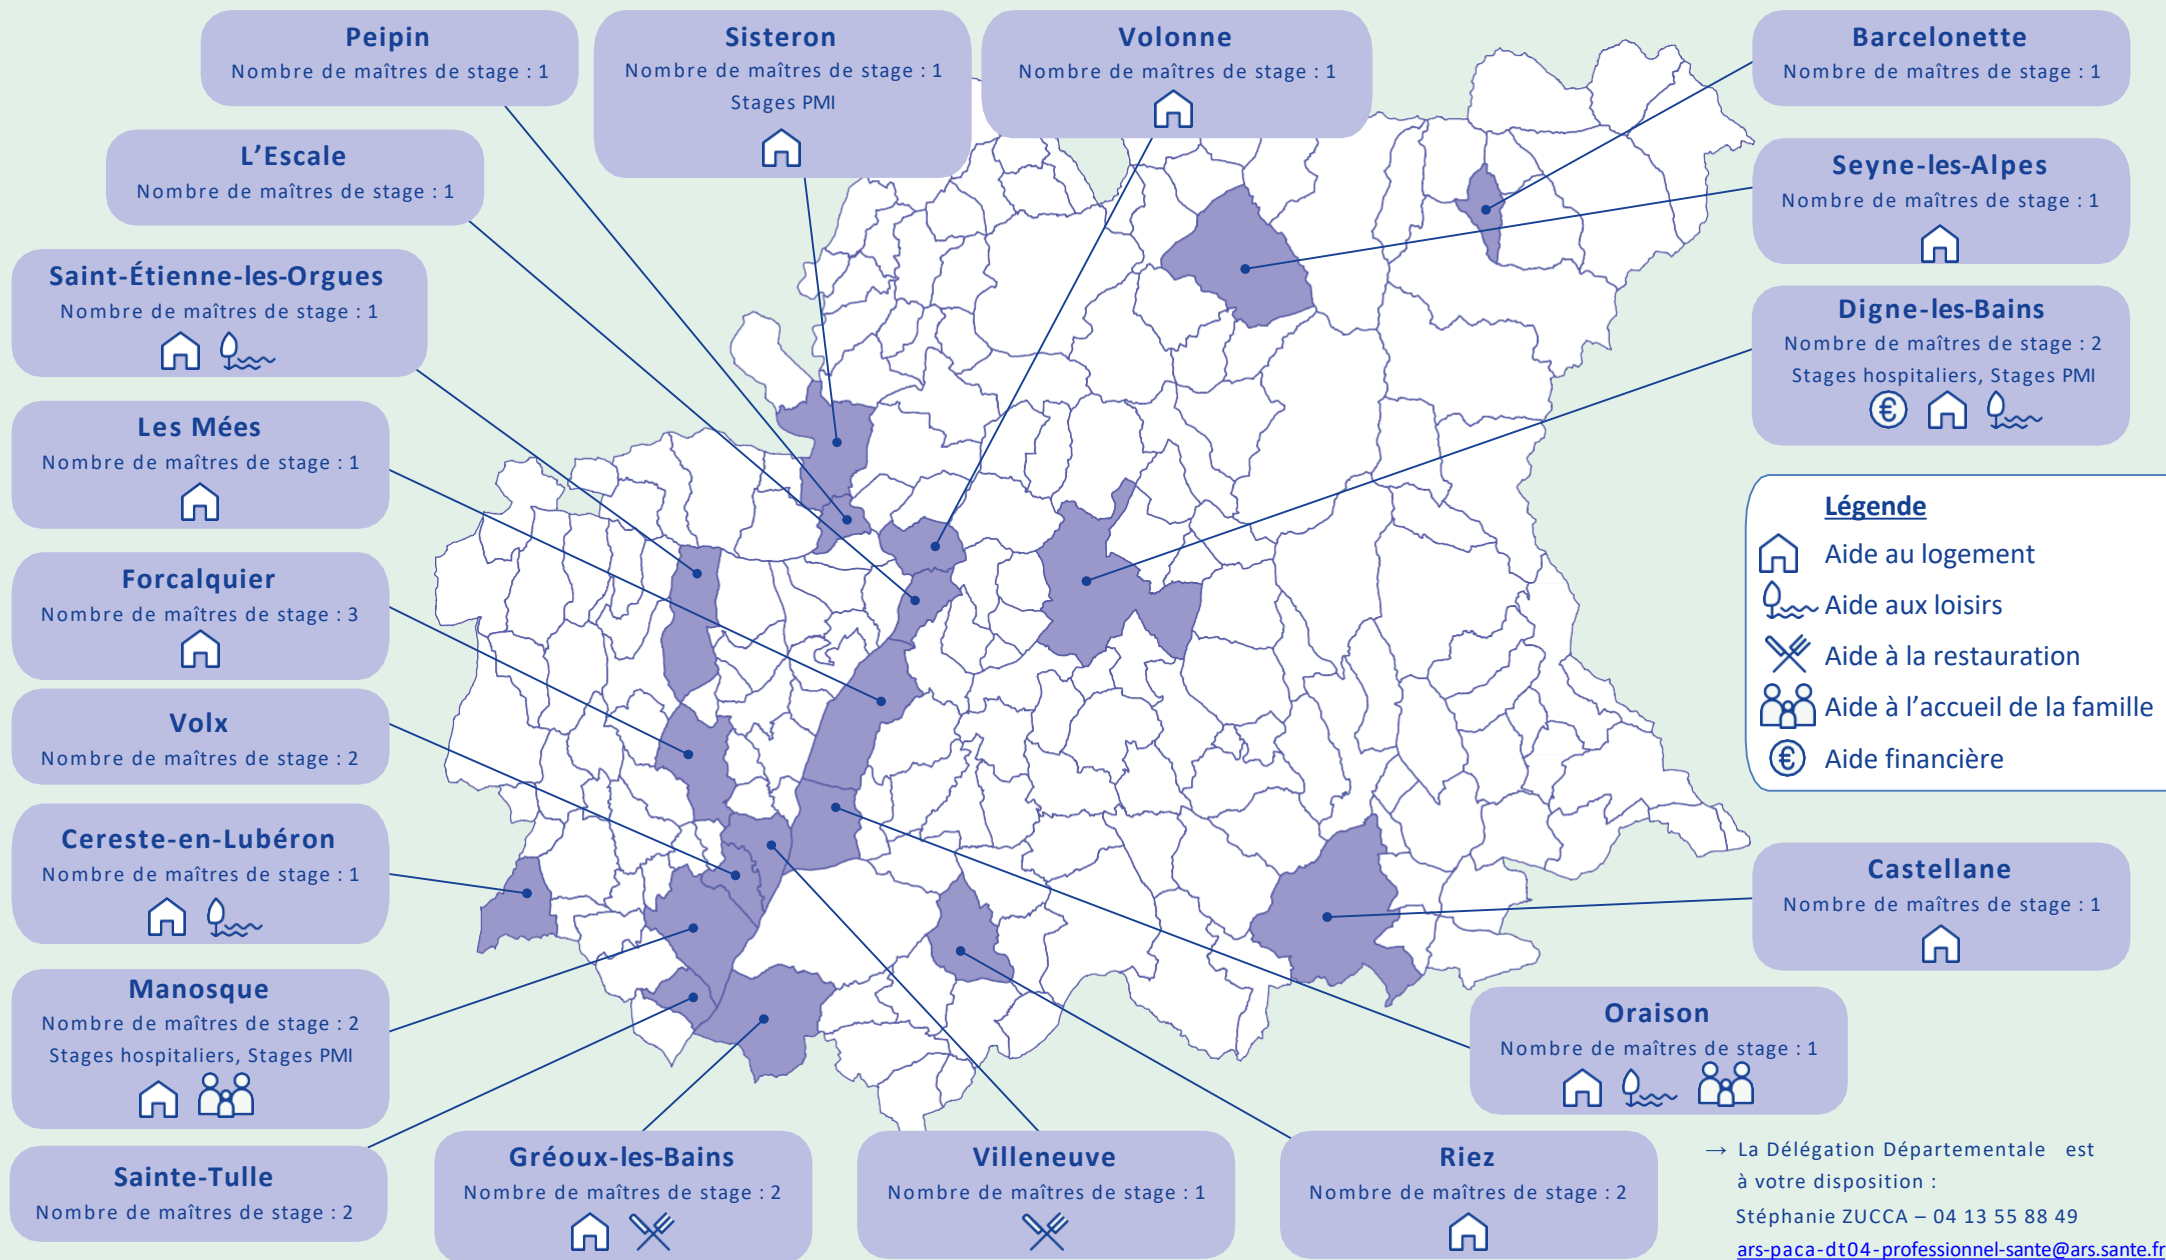 Peipin
Nombre de maîtres de stage : 1
Sisteron
Nombre de maîtres de stage : 1
Stages PMI
Volonne
Nombre de maîtres de stage : 1
Barcelonette
Nombre de maîtres de stage : 1
L'Escale
Nombre de maîtres de stage : 1
Seyne-les-Alpes
Nombre de maîtres de stage : 1
Saint-Étienne-les-Orgues
Nombre de maîtres de stage : 1
Digne-les-Bains
Nombre de maîtres de stage : 2
Stages hospitaliers, Stages PMI
Les Mées
Nombre de maîtres de stage : 1
Forcalquier
Nombre de maîtres de stage : 3
Volx
Nombre de maîtres de stage : 2
Cereste-en-Lubéron
Nombre de maîtres de stage : 1
Manosque
Nombre de maîtres de stage : 2
Stages hospitaliers, Stages PMI
Sainte-Tulle
Nombre de maîtres de stage : 2
Légende
Aide au logement
Aide aux loisirs
Aide à la restauration
Aide à l'accueil de la famille
€ Aide financière
Castellane
Nombre de maîtres de stage : 1
Oraison
Nombre de maîtres de stage : 1
Gréoux-les-Bains
Nombre de maîtres de stage : 2
Villeneuve
Nombre de maîtres de stage : 1
Riez
Nombre de maîtres de stage : 2
→ La Délégation Départementale est
à votre disposition :
Stéphanie ZUCCA – 04 13 55 88 49
ars-paca-dt04-professionnel-sante@ars.sante.fr